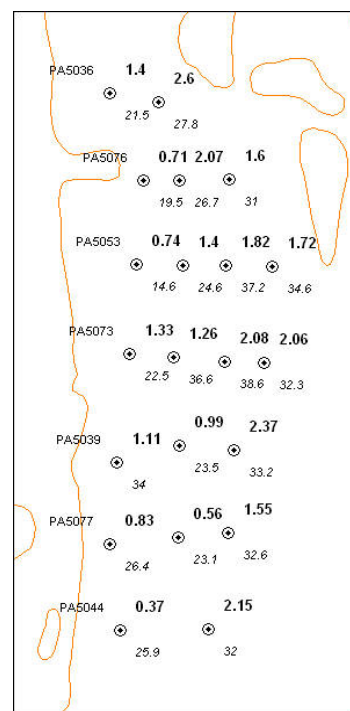 PA5036 1.4 2.6
21.5 27.8
PA5076 0.71 2.07 1.6
19.5 26.7 31
PA5053 0.74 1.4 1.82 1.72
14.6 24.6 37.2 34.6
PA5073 1.33 1.26 2.08 2.06
22.5 36.6 38.6 32.3
PA5039 1.11 0.99 2.37
34 23.5 33.2
PA5077 0.83 0.56 1.55
26.4 23.1 32.6
PA5044 0.37 2.15
25.9 32